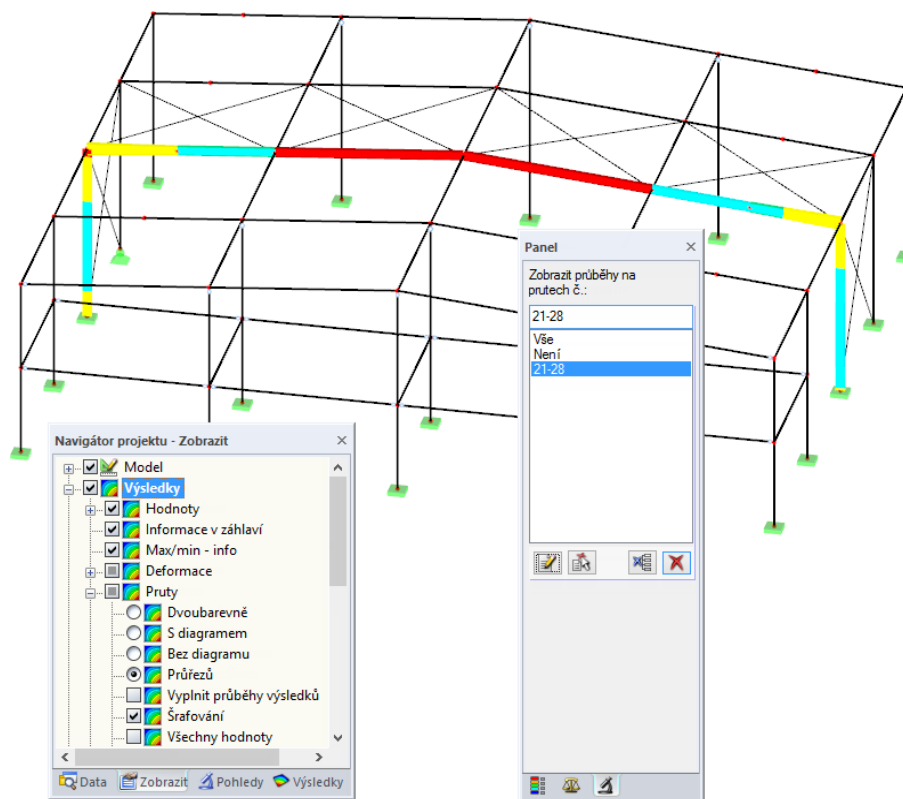 Panel
Zobrazit průběhy na
prutech č.:
21-28
Vše
Není
21-28
Navigátor projektu - Zobrazit
Model
Výsledky
Hodnoty
Informace v záhlaví
Max/min - info
Deformace
Pruty
Dvoubarevně
S diagramem
Bez diagramu
Průřezů
Vyplnit průběhy výsledků
Šrafování
Všechny hodnoty
Data Zobrazit Pohledy Výsledky